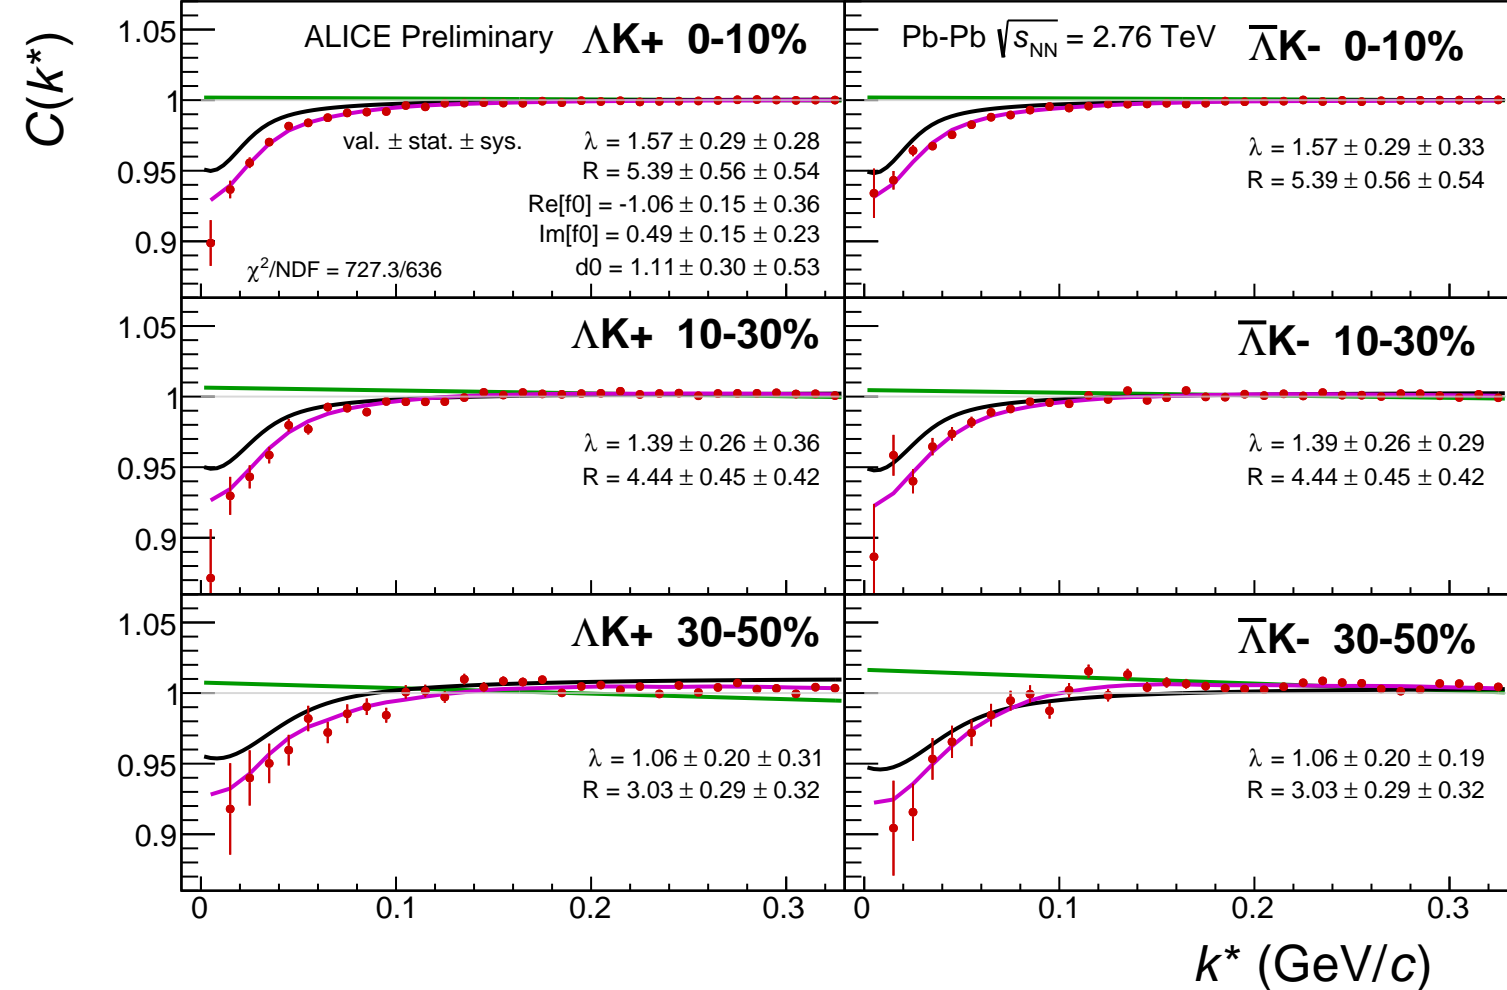 C(k*)
ALICE Preliminary ΛK+ 0-10%
1.05
1
0.95
0.9
val. ± stat. ± sys.
λ = 1.57 ± 0.29 ± 0.28
R = 5.39 ± 0.56 ± 0.54
Re[f0] = -1.06 ± 0.15 ± 0.36
Im[f0] = 0.49 ± 0.15 ± 0.23
d0 = 1.11 ± 0.30 ± 0.53
χ²/NDF = 727.3/636
Pb-Pb √s_NN = 2.76 TeV Λ̅K- 0-10%
λ = 1.57 ± 0.29 ± 0.33
R = 5.39 ± 0.56 ± 0.54
1.05
1
0.95
0.9
ΛK+ 10-30%
λ = 1.39 ± 0.26 ± 0.36
R = 4.44 ± 0.45 ± 0.42
Λ̅K- 10-30%
λ = 1.39 ± 0.26 ± 0.29
R = 4.44 ± 0.45 ± 0.42
1.05
1
0.95
0.9
ΛK+ 30-50%
λ = 1.06 ± 0.20 ± 0.31
R = 3.03 ± 0.29 ± 0.32
Λ̅K- 30-50%
λ = 1.06 ± 0.20 ± 0.19
R = 3.03 ± 0.29 ± 0.32
0 0.1 0.2 0.3 0 0.1 0.2 0.3
k* (GeV/c)